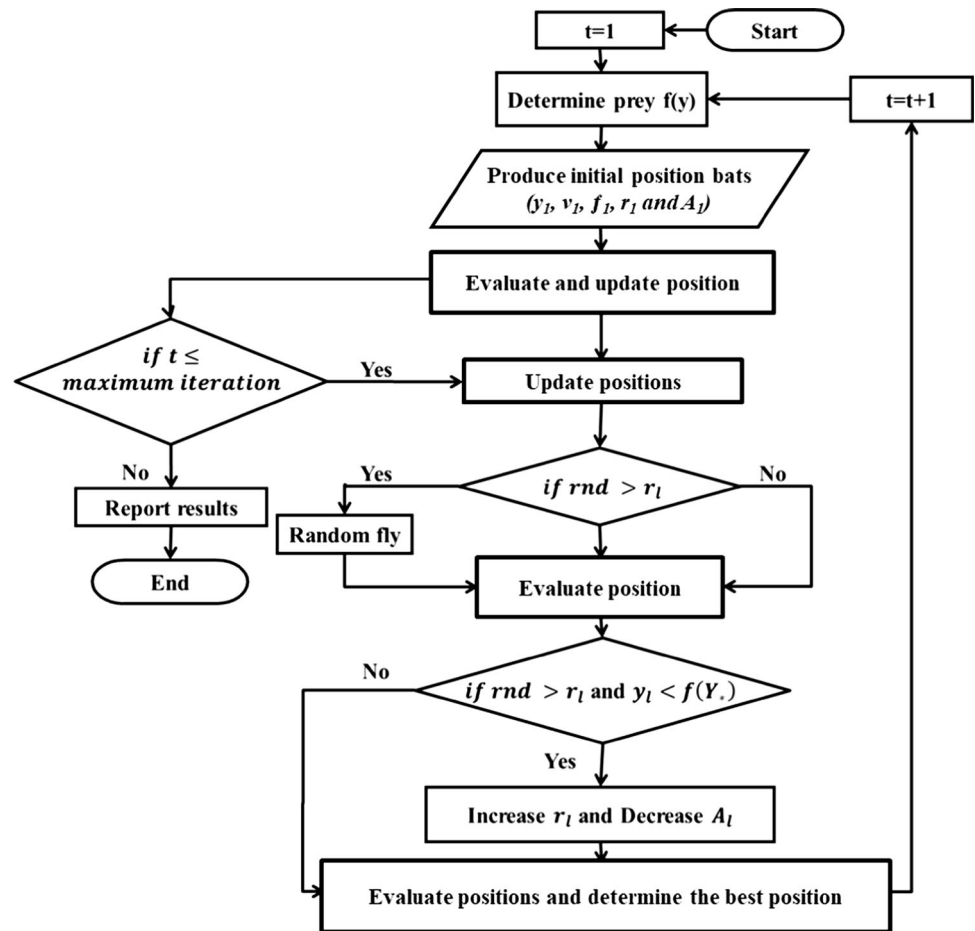 t=1
Start
Determine prey f(y)
t=t+1
Produce initial position bats
(y₁, v₁, f₁, r₁ and A₁)
Evaluate and update position
if t ≤
maximum iteration
Yes
Update positions
No
Yes
if rnd > rₗ
No
Report results
Random fly
End
Evaluate position
No
if rnd > rₗ and yₗ < f(Y*)
Yes
Increase rₗ and Decrease Aₗ
Evaluate positions and determine the best position